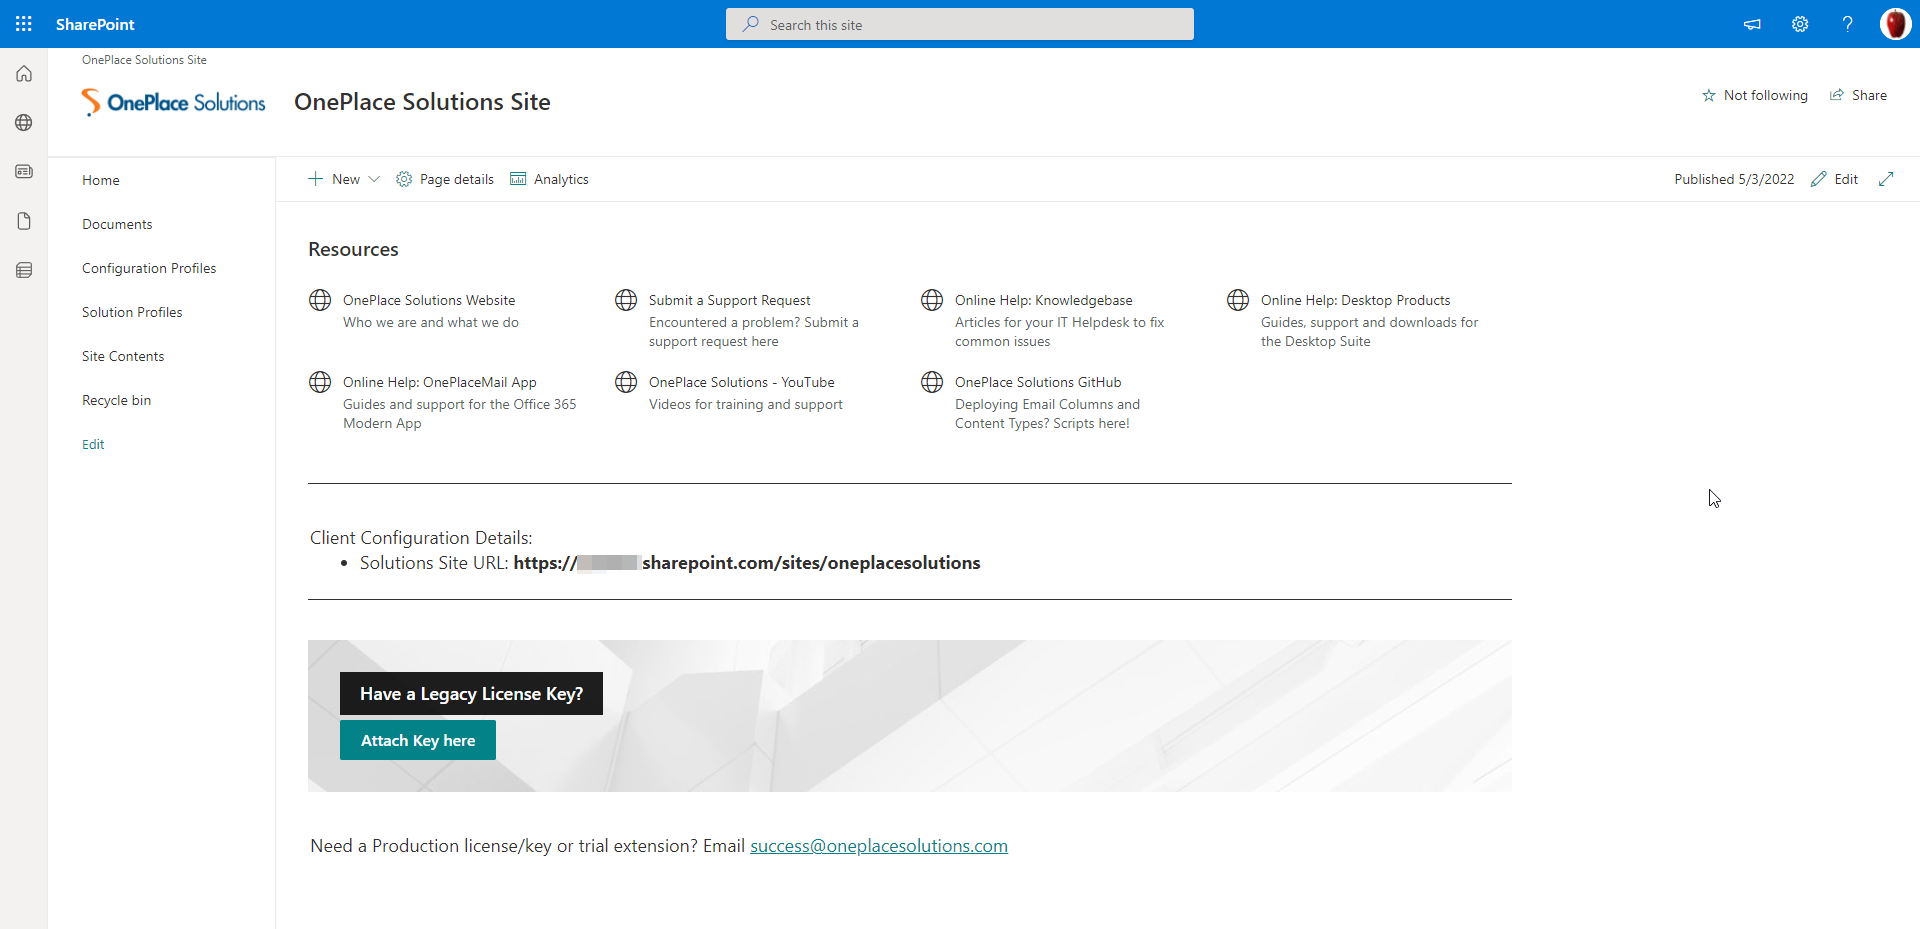 SharePoint
Search this site
OnePlace Solutions Site
OnePlace Solutions
OnePlace Solutions Site
Not following
Share
Home
Documents
Configuration Profiles
Solution Profiles
Site Contents
Recycle bin
Edit
New
Page details
Analytics
Published 5/3/2022
Edit
Resources
OnePlace Solutions Website
Who we are and what we do
Submit a Support Request
Encountered a problem? Submit a
support request here
Online Help: Knowledgebase
Articles for your IT Helpdesk to fix
common issues
Online Help: Desktop Products
Guides, support and downloads for
the Desktop Suite
Online Help: OnePlaceMail App
Guides and support for the Office 365
Modern App
OnePlace Solutions - YouTube
Videos for training and support
OnePlace Solutions GitHub
Deploying Email Columns and
Content Types? Scripts here!
Client Configuration Details:
• Solutions Site URL: https:// sharepoint.com/sites/oneplacesolutions
Have a Legacy License Key?
Attach Key here
Need a Production license/key or trial extension? Email success@oneplacesolutions.com